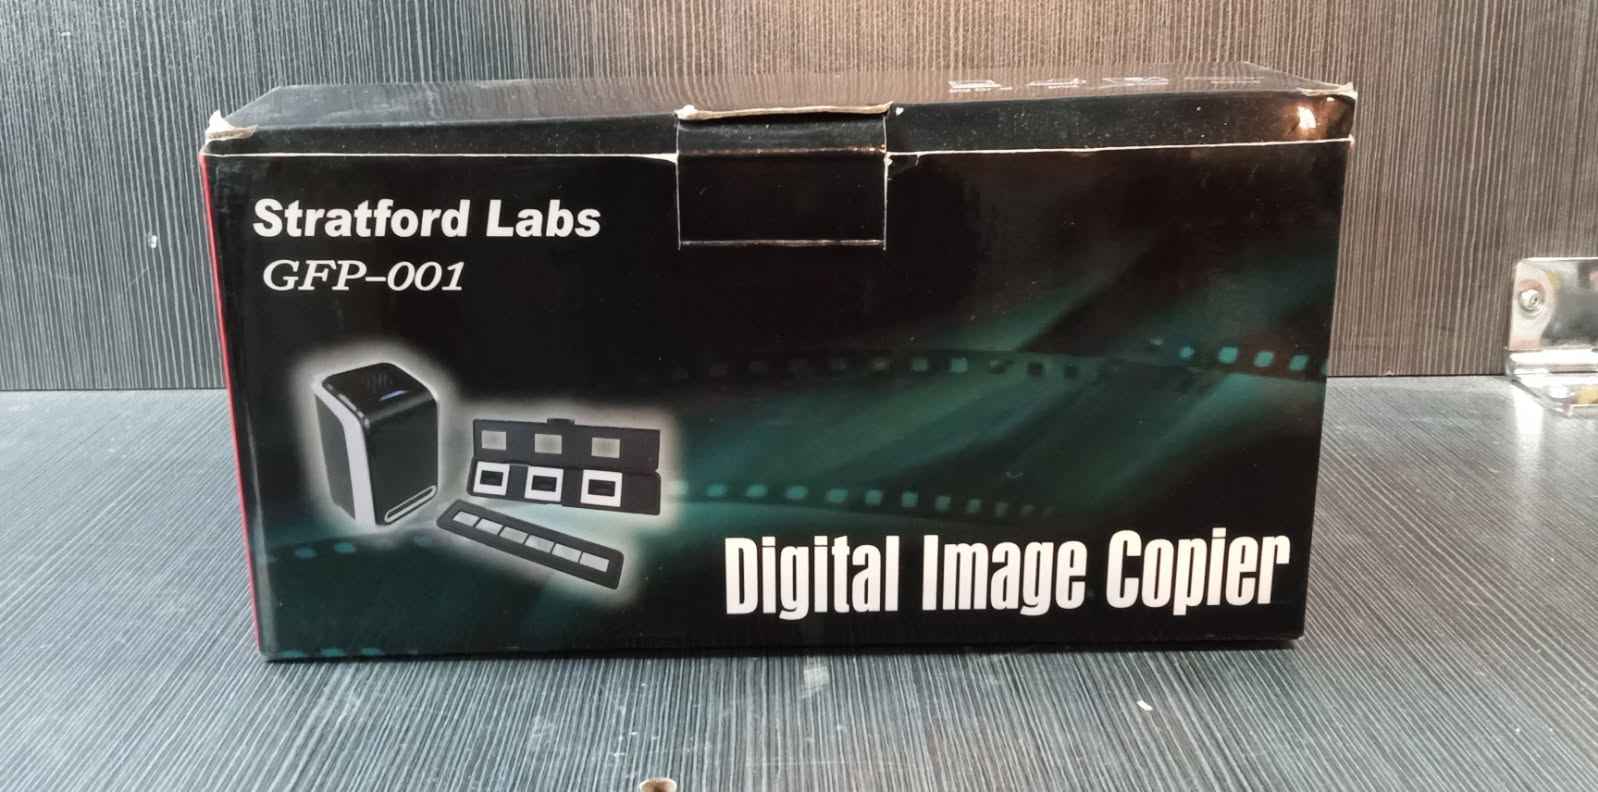 Stratford Labs
GFP-001
Digital Image Copier